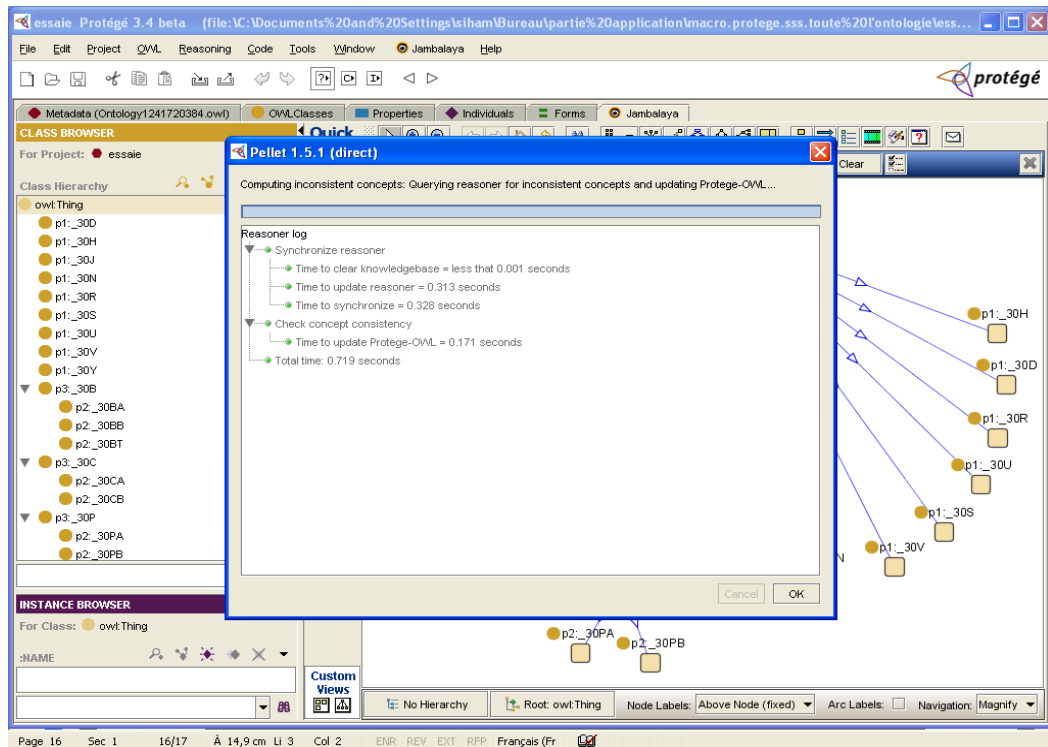 essaie Protégé 3.4 beta (file:\C:\Documents%20and%20Settings\siham\Bureau\partie%20application\macro.protege.sss.toute%20l'ontologie\ess...
File Edit Project OWL Reasoning Code Tools Window Jambalaya Help
protégé
Metadata (Ontology1241720384.owl) OWLClasses Properties Individuals Forms Jambalaya
CLASS BROWSER
Quick
For Project: essaie
Clear
Class Hierarchy
owl:Thing
p1:_30D
p1:_30H
p1:_30J
p1:_30N
p1:_30R
p1:_30S
p1:_30U
p1:_30V
p1:_30Y
p3:_30B
p2:_30BA
p2:_30BB
p2:_30BT
p3:_30C
p2:_30CA
p2:_30CB
p3:_30P
p2:_30PA
p2:_30PB
Pellet 1.5.1 (direct)
Computing inconsistent concepts: Querying reasoner for inconsistent concepts and updating Protege-OWL...
Reasoner log
Synchronize reasoner
Time to clear knowledgebase = less that 0.001 seconds
Time to update reasoner = 0.313 seconds
Time to synchronize = 0.328 seconds
Check concept consistency
Time to update Protege-OWL = 0.171 seconds
Total time: 0.719 seconds
Cancel OK
p1:_30H
p1:_30D
p1:_30R
p1:_30U
p1:_30S
p1:_30V
N
p2:_30PA
p2:_30PB
INSTANCE BROWSER
For Class: owl:Thing
:NAME
Custom
Views
No Hierarchy Root: owl:Thing Node Labels: Above Node (fixed) Arc Labels: Navigation: Magnify
Page 16 Sec 1 16/17 À 14,9 cm Li 3 Col 2 ENR REV EXT RFP Français (Fr